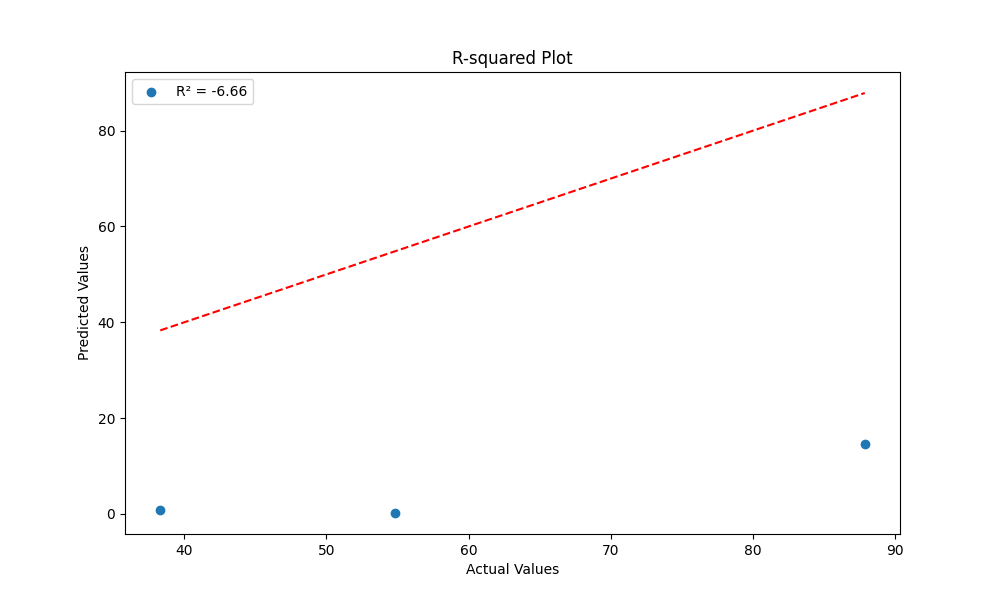 R-squared Plot
R² = -6.66
Predicted Values
80
60
40
20
0
40 50 60 70 80 90
Actual Values